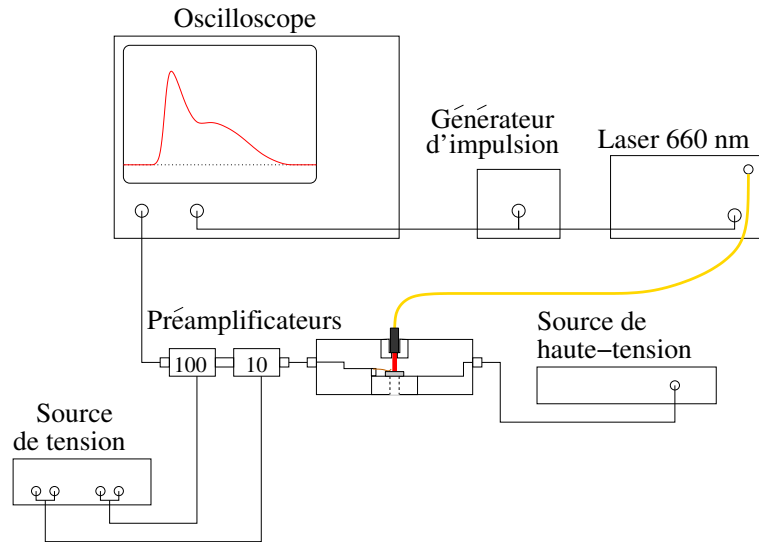 Oscilloscope
Générateur
d'impulsion
Laser 660 nm
Préamplificateurs
100
10
Source de
haute−tension
Source
de tension